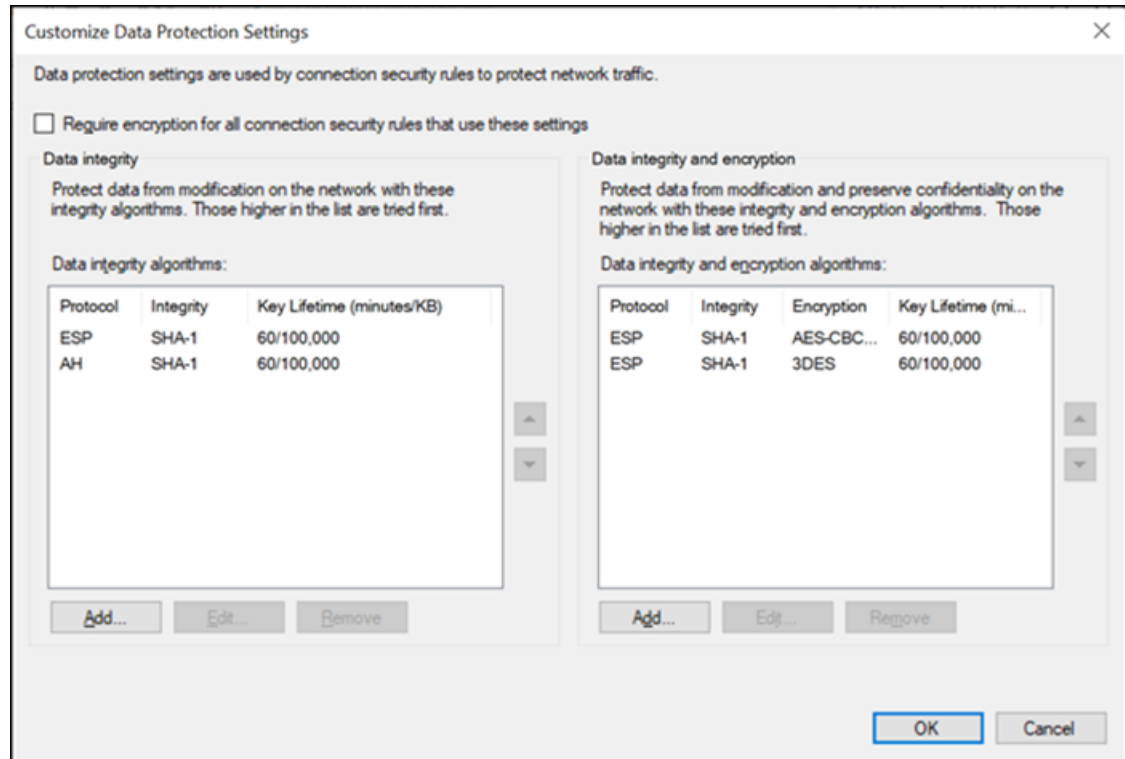 Customize Data Protection Settings
Data protection settings are used by connection security rules to protect network traffic.
Require encryption for all connection security rules that use these settings
Data integrity
Protect data from modification on the network with these
integrity algorithms. Those higher in the list are tried first.
Data integrity algorithms:
Protocol Integrity Key Lifetime (minutes/KB)
ESP SHA-1 60/100,000
AH SHA-1 60/100,000
Add... Edit... Remove
Data integrity and encryption
Protect data from modification and preserve confidentiality on the
network with these integrity and encryption algorithms. Those
higher in the list are tried first.
Data integrity and encryption algorithms:
Protocol Integrity Encryption Key Lifetime (mi...
ESP SHA-1 AES-CBC... 60/100,000
ESP SHA-1 3DES 60/100,000
Add... Edit... Remove
OK Cancel